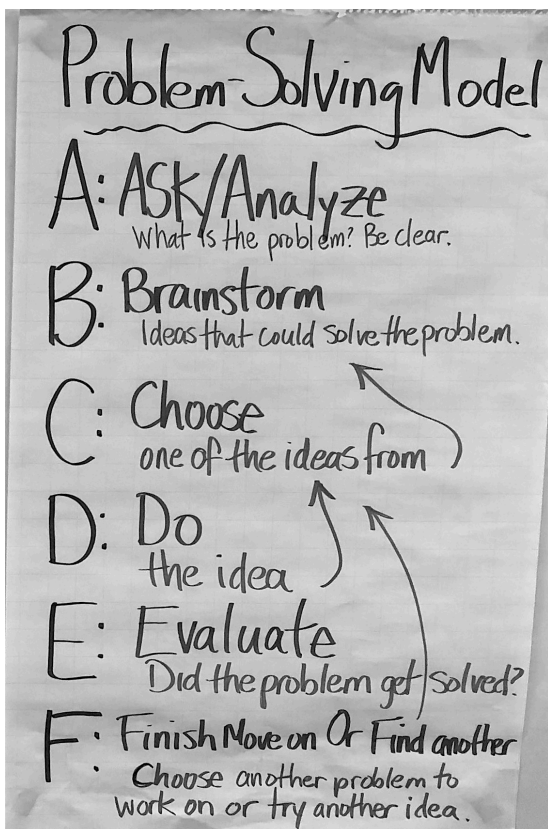 Problem-Solving Model
A: ASK/Analyze
What is the problem? Be clear.
B: Brainstorm
Ideas that could solve the problem.
C: Choose
one of the ideas from
D: Do
the idea
E: Evaluate
Did the problem get solved?
F: Finish Move on Or Find another
Choose another problem to
work on or try another idea.